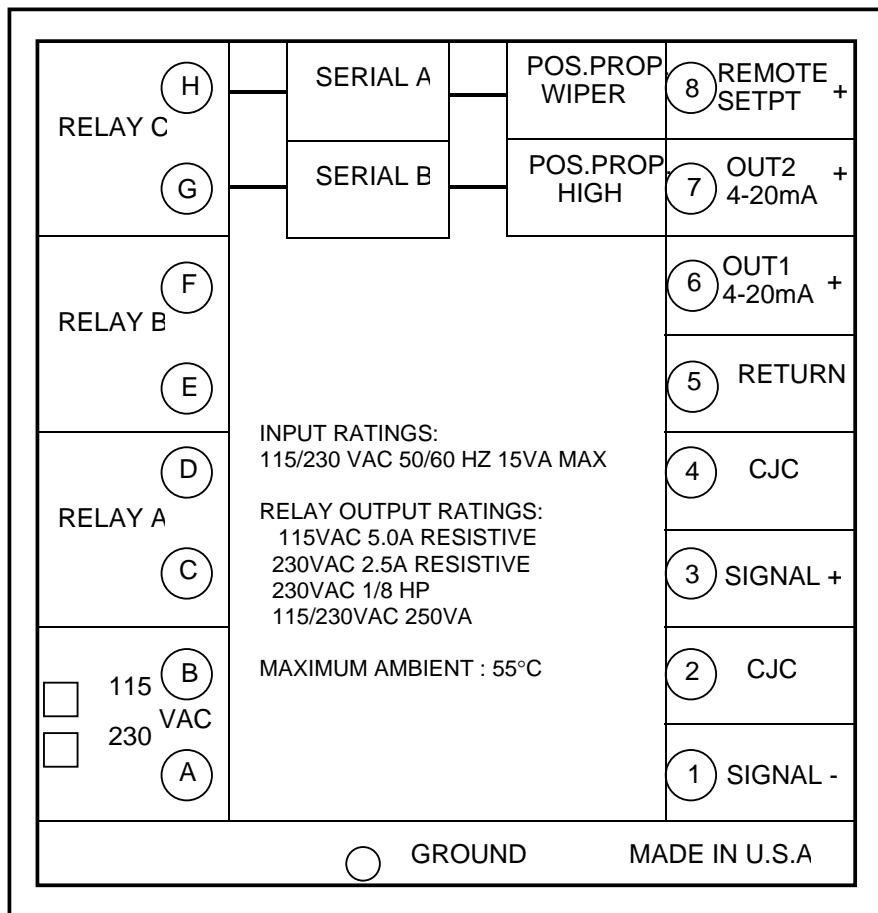 H
RELAY C
G
F
RELAY B
E
D
RELAY A
C
115
B
VAC
230
A
SERIAL A
SERIAL B
POS.PROP.
WIPER
POS.PROP.
HIGH
INPUT RATINGS:
115/230 VAC 50/60 HZ 15VA MAX
RELAY OUTPUT RATINGS:
115VAC 5.0A RESISTIVE
230VAC 2.5A RESISTIVE
230VAC 1/8 HP
115/230VAC 250VA
MAXIMUM AMBIENT : 55°C
8 REMOTE
SETPT +
7 OUT2 +
4-20mA
6 OUT1
4-20mA +
5 RETURN
4 CJC
3 SIGNAL +
2 CJC
1 SIGNAL -
GROUND
MADE IN U.S.A